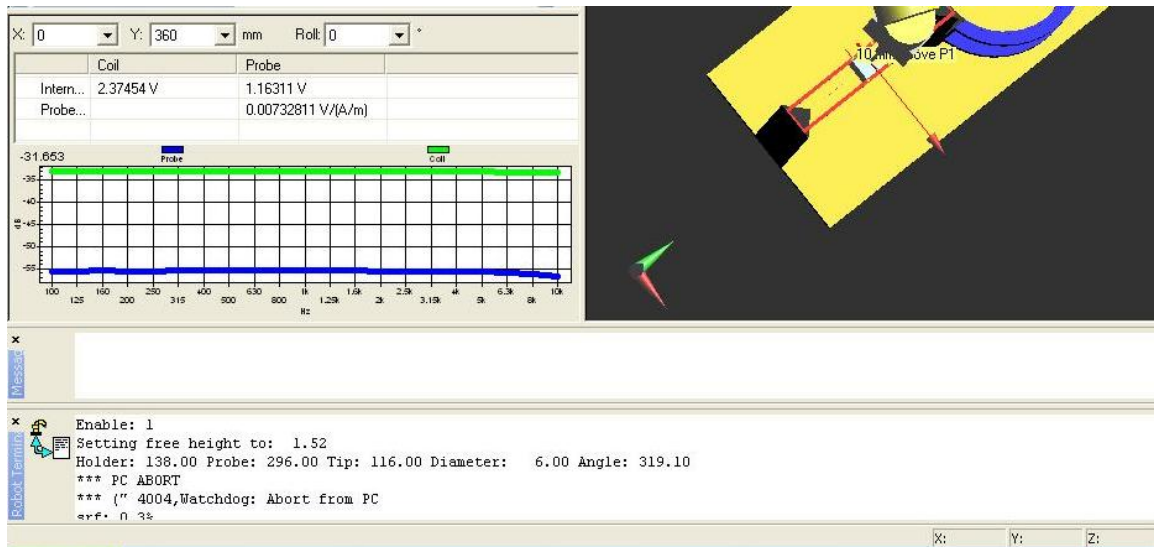 X: 0 Y: 360 mm Roll: 0 °
Coil Probe
Intern... 2.37454 V 1.16311 V
Probe... 0.00732811 V/(A/m)
-31.653
Probe Coil
-35
-40
-45
-50
-55
dB
100 160 250 400 630 1k 1.6k 2.5k 4k 6.3k 10k
125 200 315 500 800 1.25k 2k 3.15k 5k 8k
Hz
10 mm above P1
Messag
Robot Termina
Enable: 1
Setting free height to: 1.52
Holder: 138.00 Probe: 296.00 Tip: 116.00 Diameter: 6.00 Angle: 319.10
*** PC ABORT
*** (" 4004,Watchdog: Abort from PC
X: Y: Z: